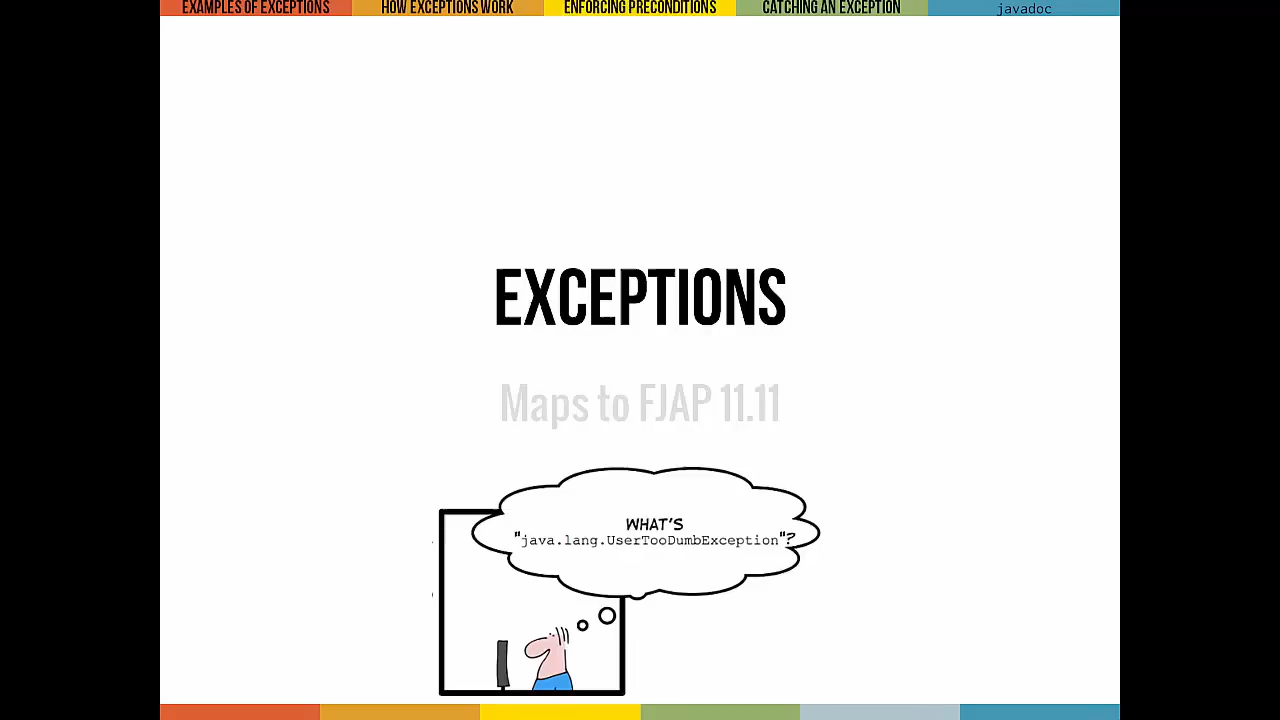 EXAMPLES OF EXCEPTIONS HOW EXCEPTIONS WORK ENFORCING PRECONDITIONS CATCHING AN EXCEPTION javadoc
EXCEPTIONS
Maps to FJAP 11.11
WHAT'S
"java.lang.UserTooDumbException"?